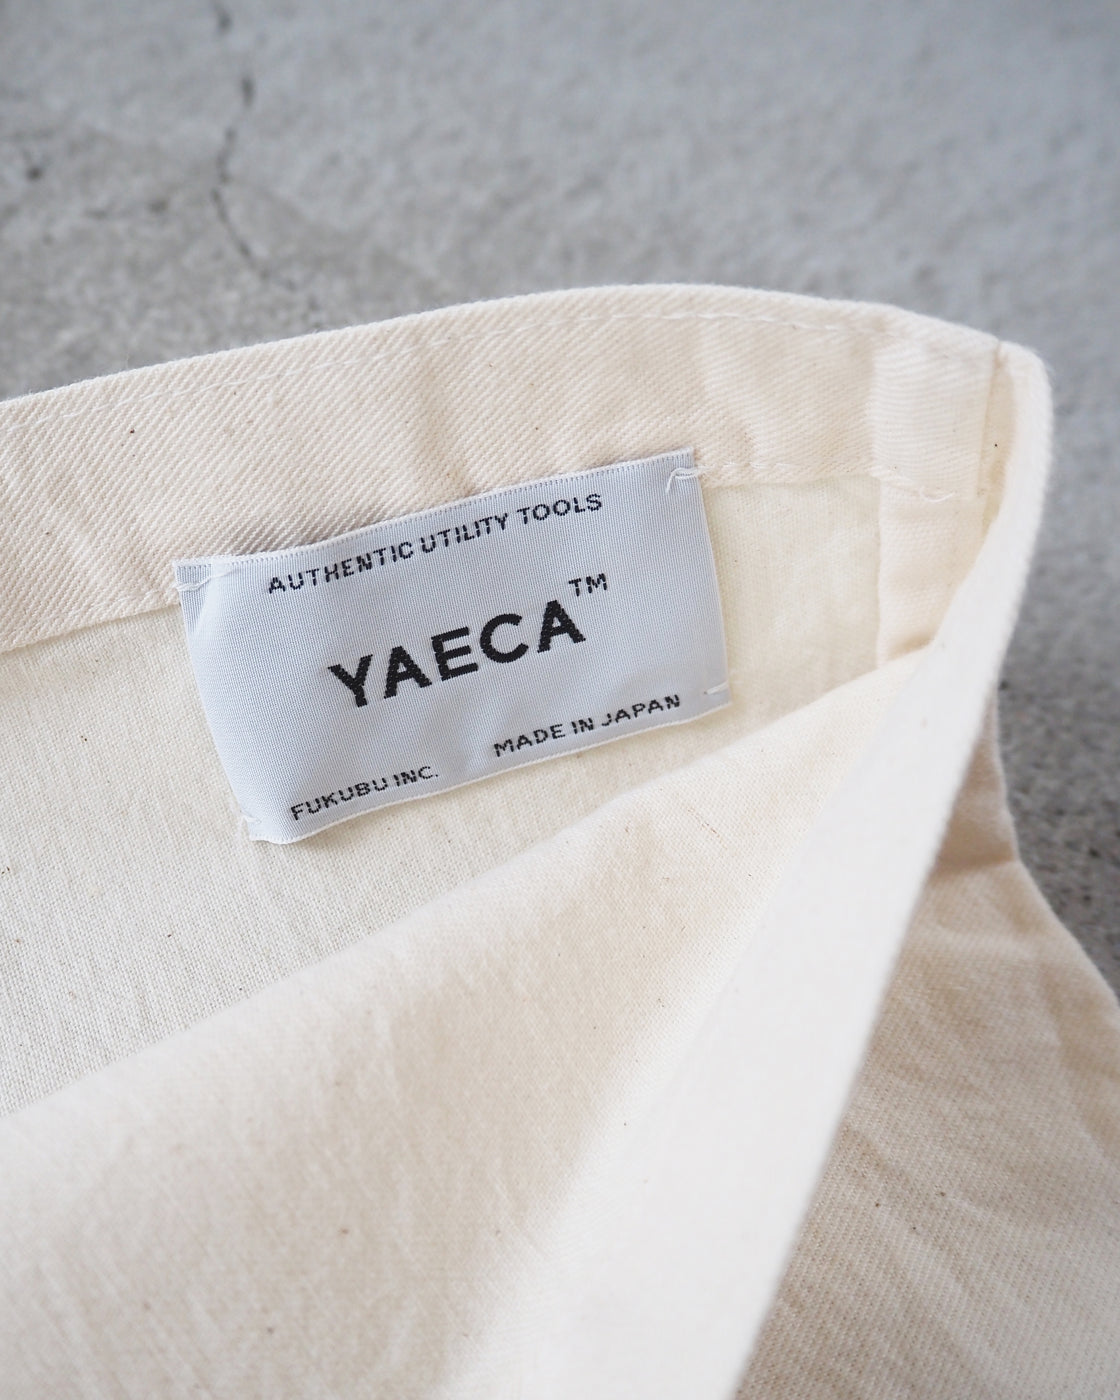 AUTHENTIC UTILITY TOOLS
YAECA™
MADE IN JAPAN
FUKUBU INC.